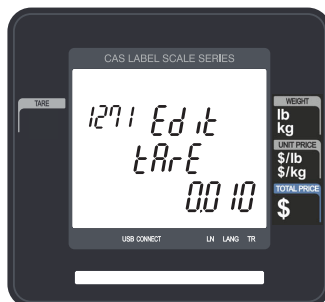 CAS LABEL SCALE SERIES
TARE
1271 Edit
tArE
0.010
WEIGHT
lb
kg
UNIT PRICE
$/lb
$/kg
TOTAL PRICE
$
USB CONNECT LN LANG TR